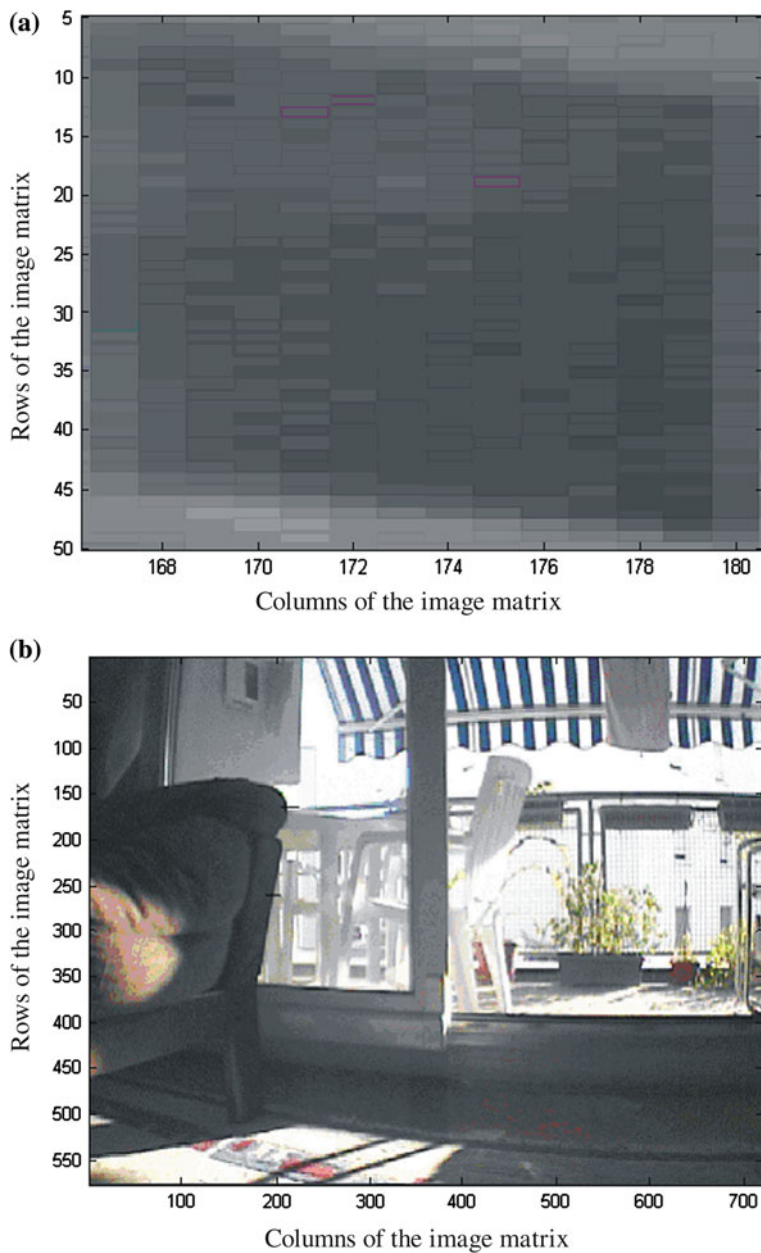 (a)
5
10
15
20
25
30
35
40
45
50
Rows of the image matrix
168 170 172 174 176 178 180
Columns of the image matrix
(b)
50
100
150
200
250
300
350
400
450
500
550
Rows of the image matrix
100 200 300 400 500 600 700
Columns of the image matrix